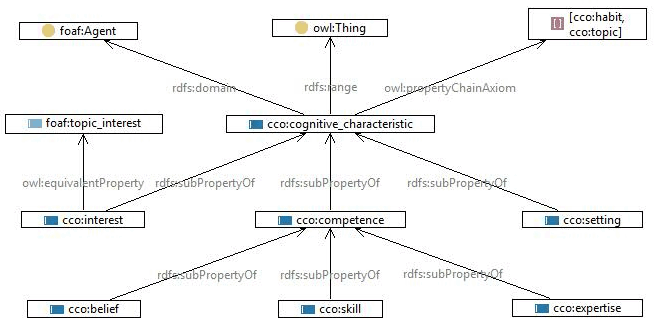 foaf:Agent
owl:Thing
[cco:habit,
cco:topic]
rdfs:domain
rdfs:range
owl:propertyChainAxiom
foaf:topic_interest
cco:cognitive_characteristic
owl:equivalentProperty
rdfs:subPropertyOf
rdfs:subPropertyOf
rdfs:subPropertyOf
cco:interest
cco:competence
cco:setting
rdfs:subPropertyOf
rdfs:subPropertyOf
rdfs:subPropertyOf
cco:belief
cco:skill
cco:expertise